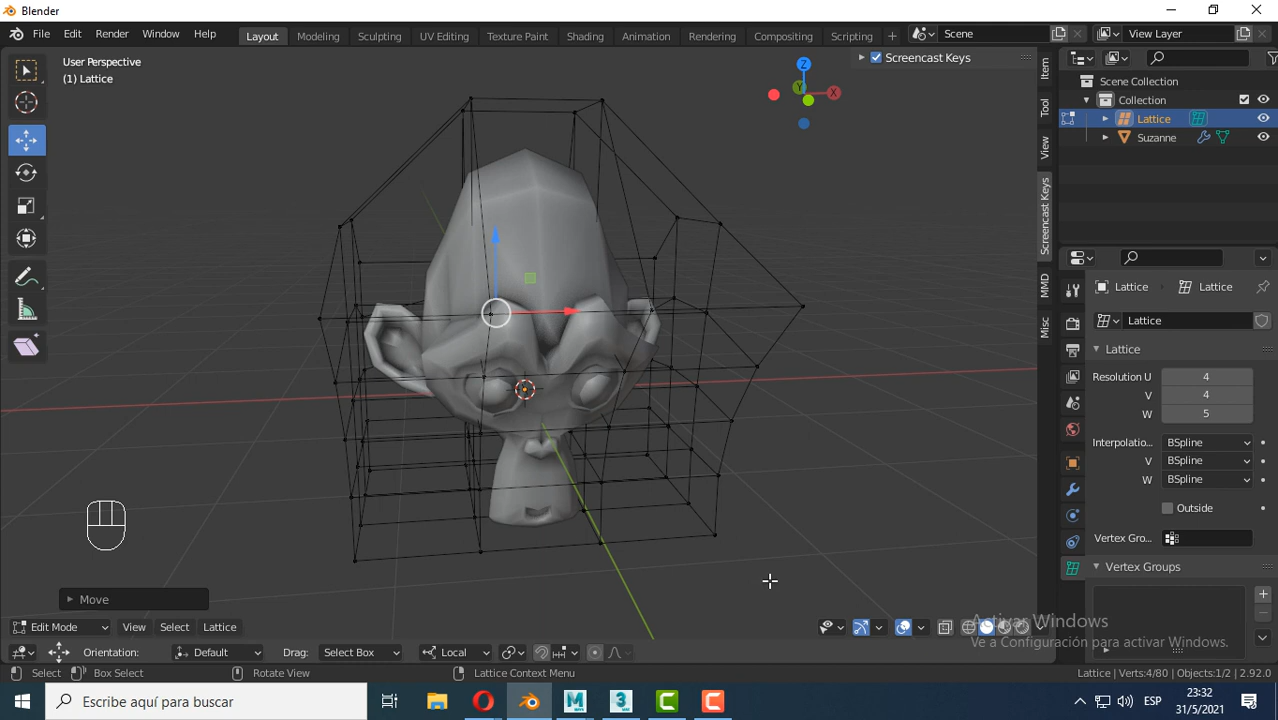 Blender
File Edit Render Window Help
Layout Modeling Sculpting UV Editing Texture Paint Shading Animation Rendering Compositing Scripting
Scene
View Layer
User Perspective
(1) Lattice
Screencast Keys
Z
Y
X
Item
Tool
View
Screencast Keys
MMD
Misc
Scene Collection
Collection
Lattice
Suzanne
Lattice Lattice
Lattice
Lattice
Resolution U 4
V 4
W 5
Interpolatio... BSpline
V BSpline
W BSpline
Outside
Vertex Gro...
Vertex Groups
Move
Edit Mode View Select Lattice
Orientation: Default Drag: Select Box Local
Activar Windows
Ve a Configuración para activar Windows.
Select Box Select Rotate View Lattice Context Menu
Lattice | Verts:4/80 | Objects:1/2 | 2.92.0
Escribe aquí para buscar
ESP
23:32
31/5/2021